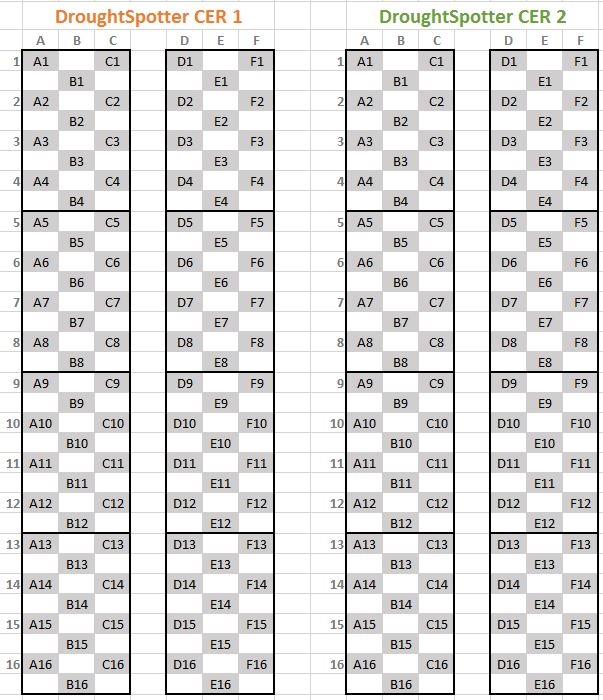 DroughtSpotter CER 1 DroughtSpotter CER 2
A B C D E F A B C D E F
1 A1 C1 D1 F1 1 A1 C1 D1 F1
B1 E1 B1 E1
2 A2 C2 D2 F2 2 A2 C2 D2 F2
B2 E2 B2 E2
3 A3 C3 D3 F3 3 A3 C3 D3 F3
B3 E3 B3 E3
4 A4 C4 D4 F4 4 A4 C4 D4 F4
B4 E4 B4 E4
5 A5 C5 D5 F5 5 A5 C5 D5 F5
B5 E5 B5 E5
6 A6 C6 D6 F6 6 A6 C6 D6 F6
B6 E6 B6 E6
7 A7 C7 D7 F7 7 A7 C7 D7 F7
B7 E7 B7 E7
8 A8 C8 D8 F8 8 A8 C8 D8 F8
B8 E8 B8 E8
9 A9 C9 D9 F9 9 A9 C9 D9 F9
B9 E9 B9 E9
10 A10 C10 D10 F10 10 A10 C10 D10 F10
B10 E10 B10 E10
11 A11 C11 D11 F11 11 A11 C11 D11 F11
B11 E11 B11 E11
12 A12 C12 D12 F12 12 A12 C12 D12 F12
B12 E12 B12 E12
13 A13 C13 D13 F13 13 A13 C13 D13 F13
B13 E13 B13 E13
14 A14 C14 D14 F14 14 A14 C14 D14 F14
B14 E14 B14 E14
15 A15 C15 D15 F15 15 A15 C15 D15 F15
B15 E15 B15 E15
16 A16 C16 D16 F16 16 A16 C16 D16 F16
B16 E16 B16 E16